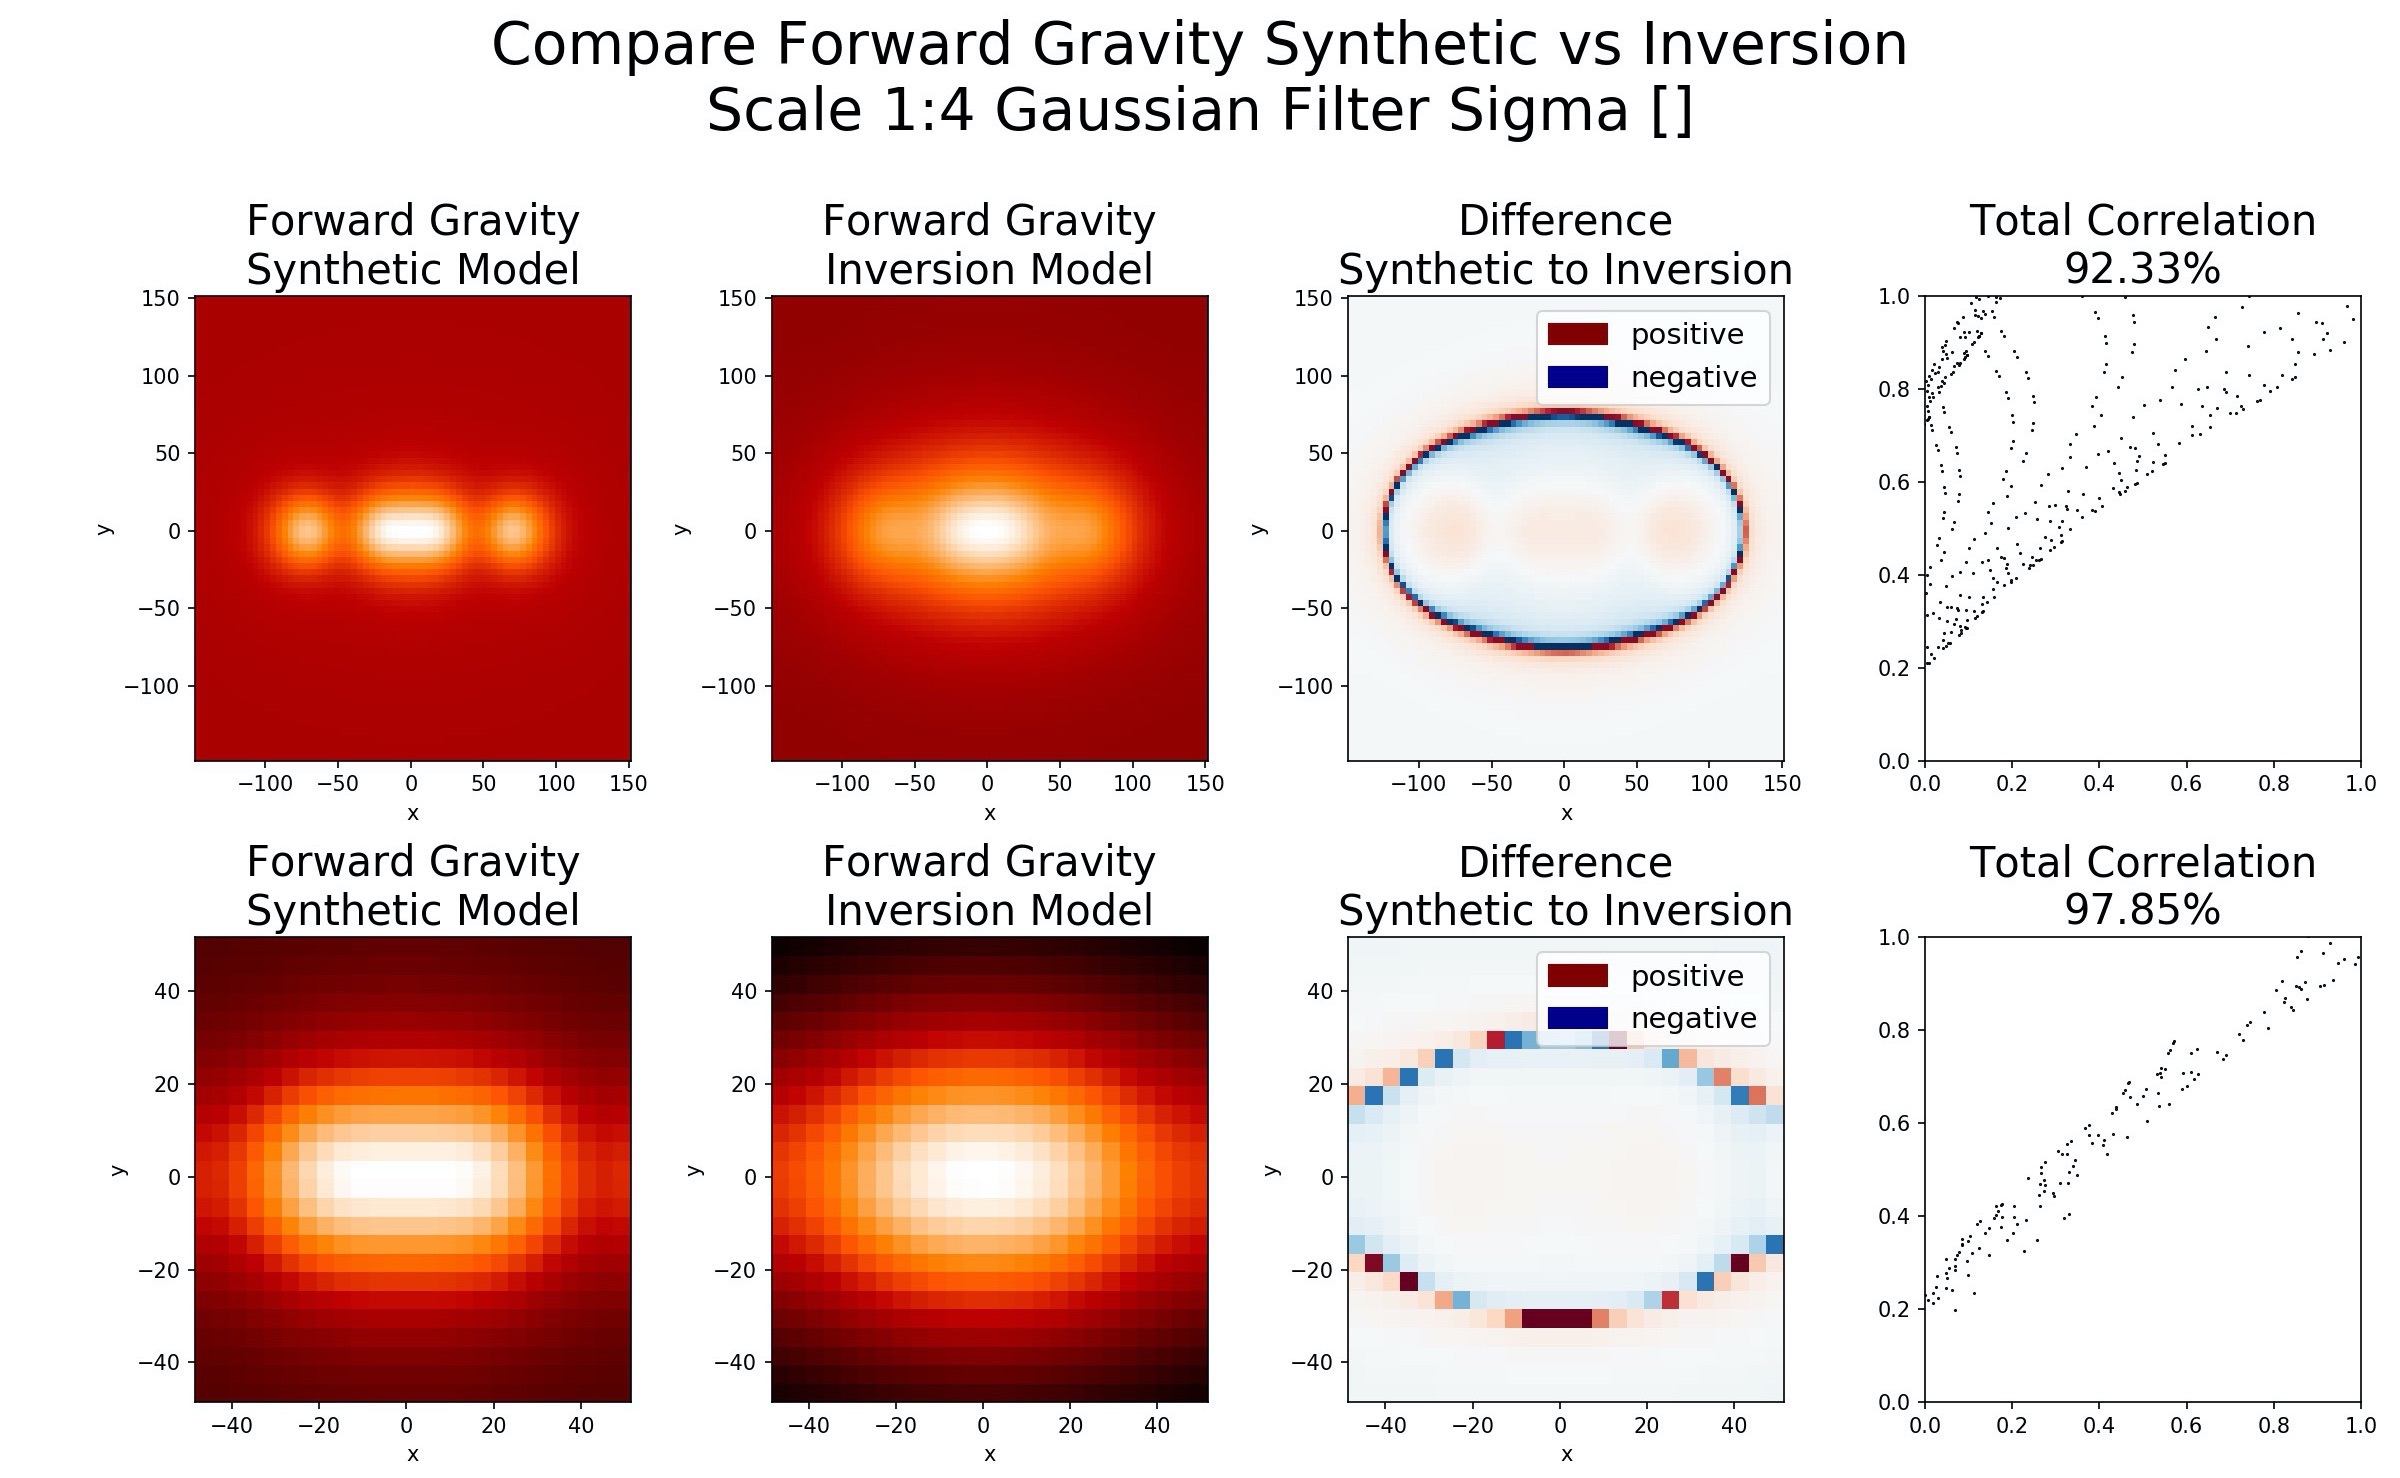 Compare Forward Gravity Synthetic vs Inversion
Scale 1:4 Gaussian Filter Sigma []
Forward Gravity
Synthetic Model
150
100
50
0
−50
−100
y
−100 −50 0 50 100 150
x
Forward Gravity
Inversion Model
150
100
50
0
−50
−100
y
−100 −50 0 50 100 150
x
Difference
Synthetic to Inversion
positive
negative
150
100
50
0
−50
−100
y
−100 −50 0 50 100 150
x
Total Correlation
92.33%
1.0
0.8
0.6
0.4
0.2
0.0
0.0 0.2 0.4 0.6 0.8 1.0
Forward Gravity
Synthetic Model
40
20
0
−20
−40
y
−40 −20 0 20 40
x
Forward Gravity
Inversion Model
40
20
0
−20
−40
y
−40 −20 0 20 40
x
Difference
Synthetic to Inversion
positive
negative
40
20
0
−20
−40
y
−40 −20 0 20 40
x
Total Correlation
97.85%
1.0
0.8
0.6
0.4
0.2
0.0
0.0 0.2 0.4 0.6 0.8 1.0